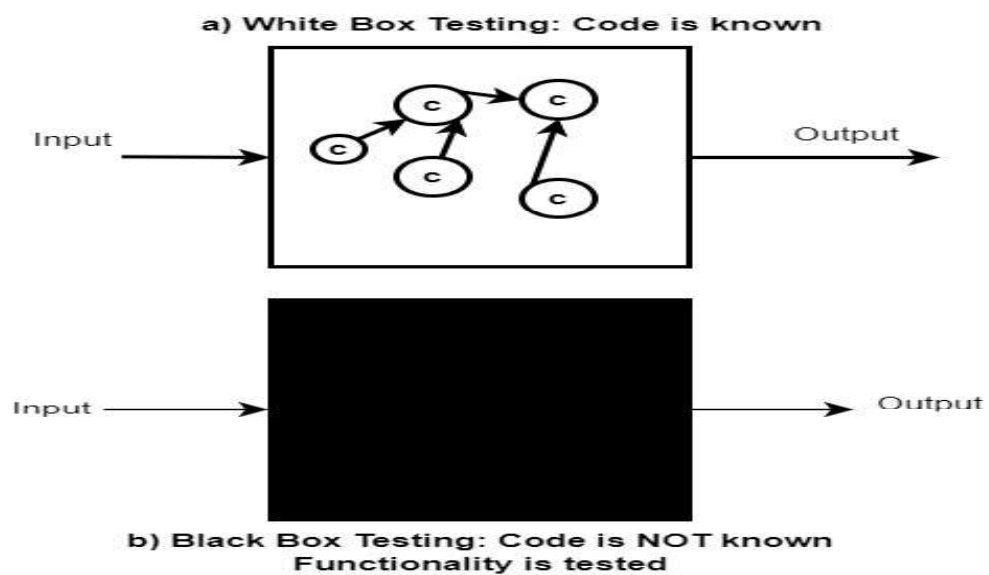 a) White Box Testing: Code is known
Input
C
C
C
C
C
Output
Input
Output
b) Black Box Testing: Code is NOT known
Functionality is tested